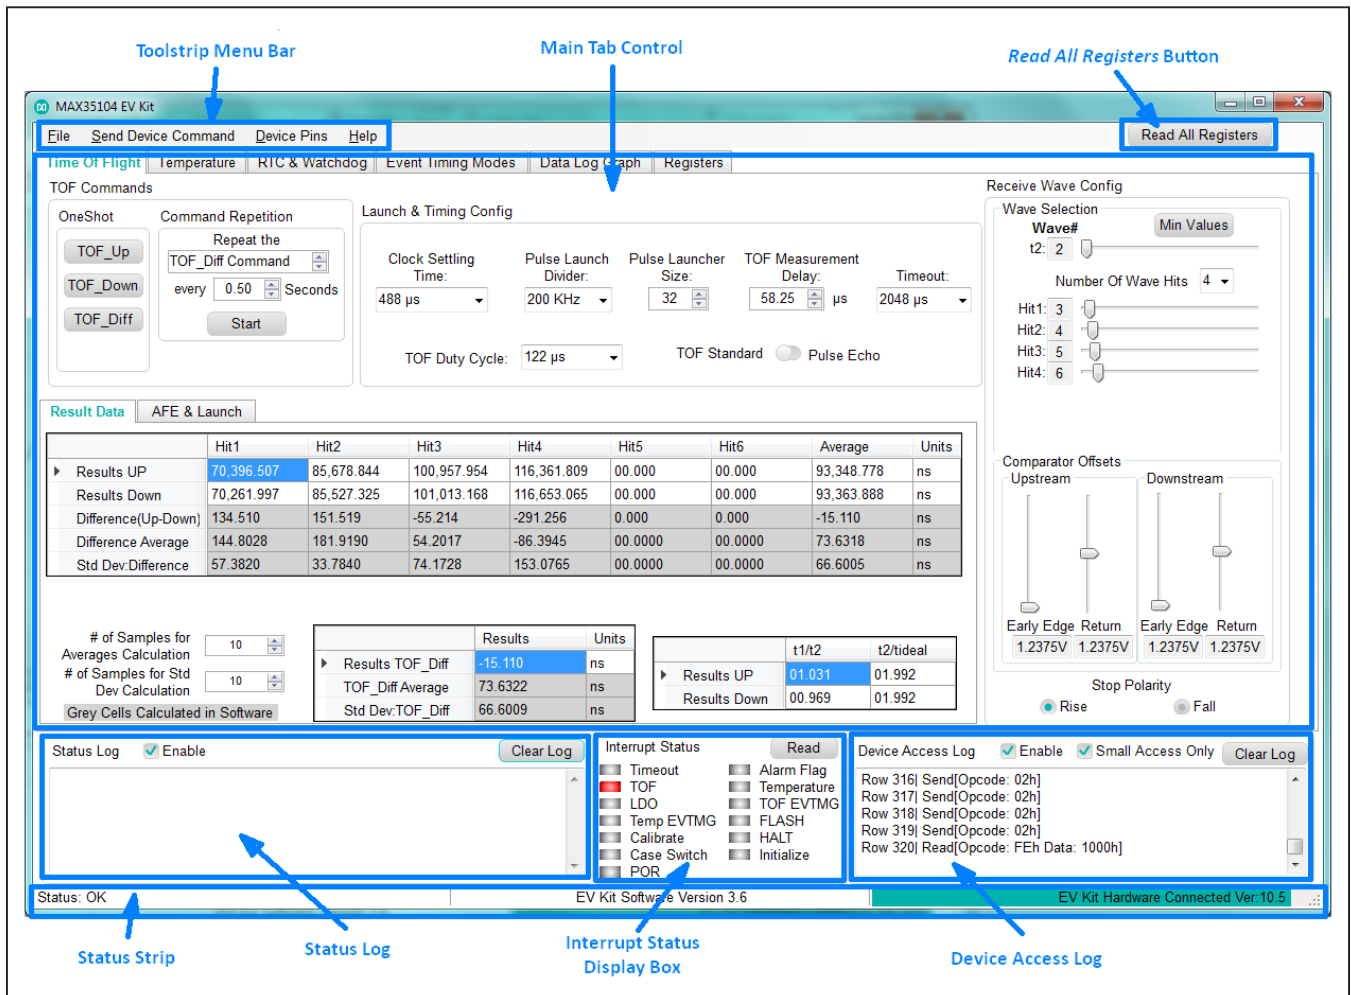 Toolstrip Menu Bar
Main Tab Control
Read All Registers Button
MAX35104 EV Kit
File Send Device Command Device Pins Help
Read All Registers
Time Of Flight Temperature RTC & Watchdog Event Timing Modes Data Log Graph Registers
TOF Commands
OneShot
TOF_Up
TOF_Down
TOF_Diff
Command Repetition
Repeat the
TOF_Diff Command
every 0.50 Seconds
Start
Launch & Timing Config
Clock Settling
Time:
488 µs
Pulse Launch
Divider:
200 KHz
Pulse Launcher
Size:
32
TOF Measurement
Delay:
58.25 µs
Timeout:
2048 µs
TOF Duty Cycle: 122 µs
TOF Standard Pulse Echo
Receive Wave Config
Wave Selection
Wave#
Min Values
t2: 2
Number Of Wave Hits 4
Hit1: 3
Hit2: 4
Hit3: 5
Hit4: 6
Result Data AFE & Launch
Hit1 Hit2 Hit3 Hit4 Hit5 Hit6 Average Units
Results UP 70,396.507 85,678.844 100,957.954 116,361.809 00.000 00.000 93,348.778 ns
Results Down 70,261.997 85,527.325 101,013.168 116,653.065 00.000 00.000 93,363.888 ns
Difference(Up-Down) 134.510 151.519 -55.214 -291.256 0.000 0.000 -15.110 ns
Difference Average 144.8028 181.9190 54.2017 -86.3945 00.0000 00.0000 73.6318 ns
Std Dev:Difference 57.3820 33.7840 74.1728 153.0765 00.0000 00.0000 66.6005 ns
Comparator Offsets
Upstream
Downstream
Early Edge Return
1.2375V 1.2375V
Early Edge Return
1.2375V 1.2375V
Stop Polarity
Rise Fall
# of Samples for
Averages Calculation
10
# of Samples for Std
Dev Calculation
10
Grey Cells Calculated in Software
Results Units
Results TOF_Diff -15.110 ns
TOF_Diff Average 73.6322 ns
Std Dev:TOF_Diff 66.6009 ns
t1/t2 t2/tideal
Results UP 01.031 01.992
Results Down 00.969 01.992
Status Log Enable Clear Log
Interrupt Status Read
Timeout
TOF
LDO
Temp EVTMG
Calibrate
Case Switch
POR
Alarm Flag
Temperature
TOF EVTMG
FLASH
HALT
Initialize
Device Access Log Enable Small Access Only Clear Log
Row 316| Send[Opcode: 02h]
Row 317| Send[Opcode: 02h]
Row 318| Send[Opcode: 02h]
Row 319| Send[Opcode: 02h]
Row 320| Read[Opcode: FEh Data: 1000h]
Status: OK
EV Kit Software Version 3.6
EV Kit Hardware Connected Ver:10.5
Status Strip
Status Log
Interrupt Status
Display Box
Device Access Log